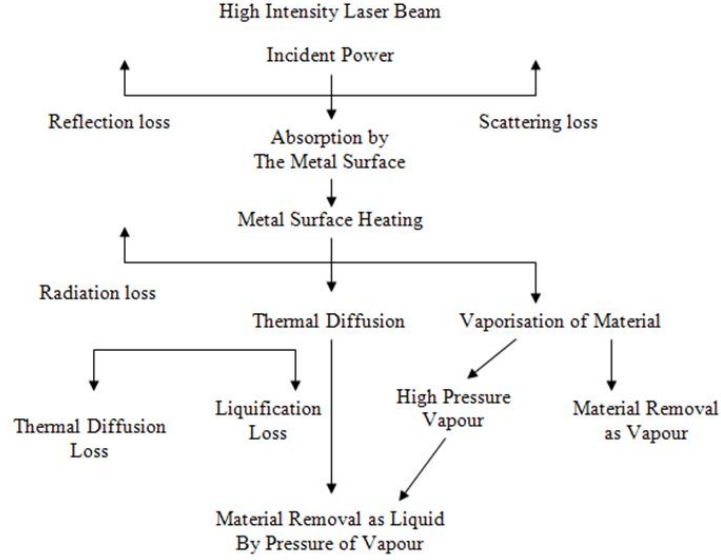 High Intensity Laser Beam
Incident Power
Reflection loss
Scattering loss
Absorption by
The Metal Surface
Metal Surface Heating
Radiation loss
Thermal Diffusion
Vaporisation of Material
Thermal Diffusion
Loss
Liquification
Loss
High Pressure
Vapour
Material Removal
as Vapour
Material Removal as Liquid
By Pressure of Vapour